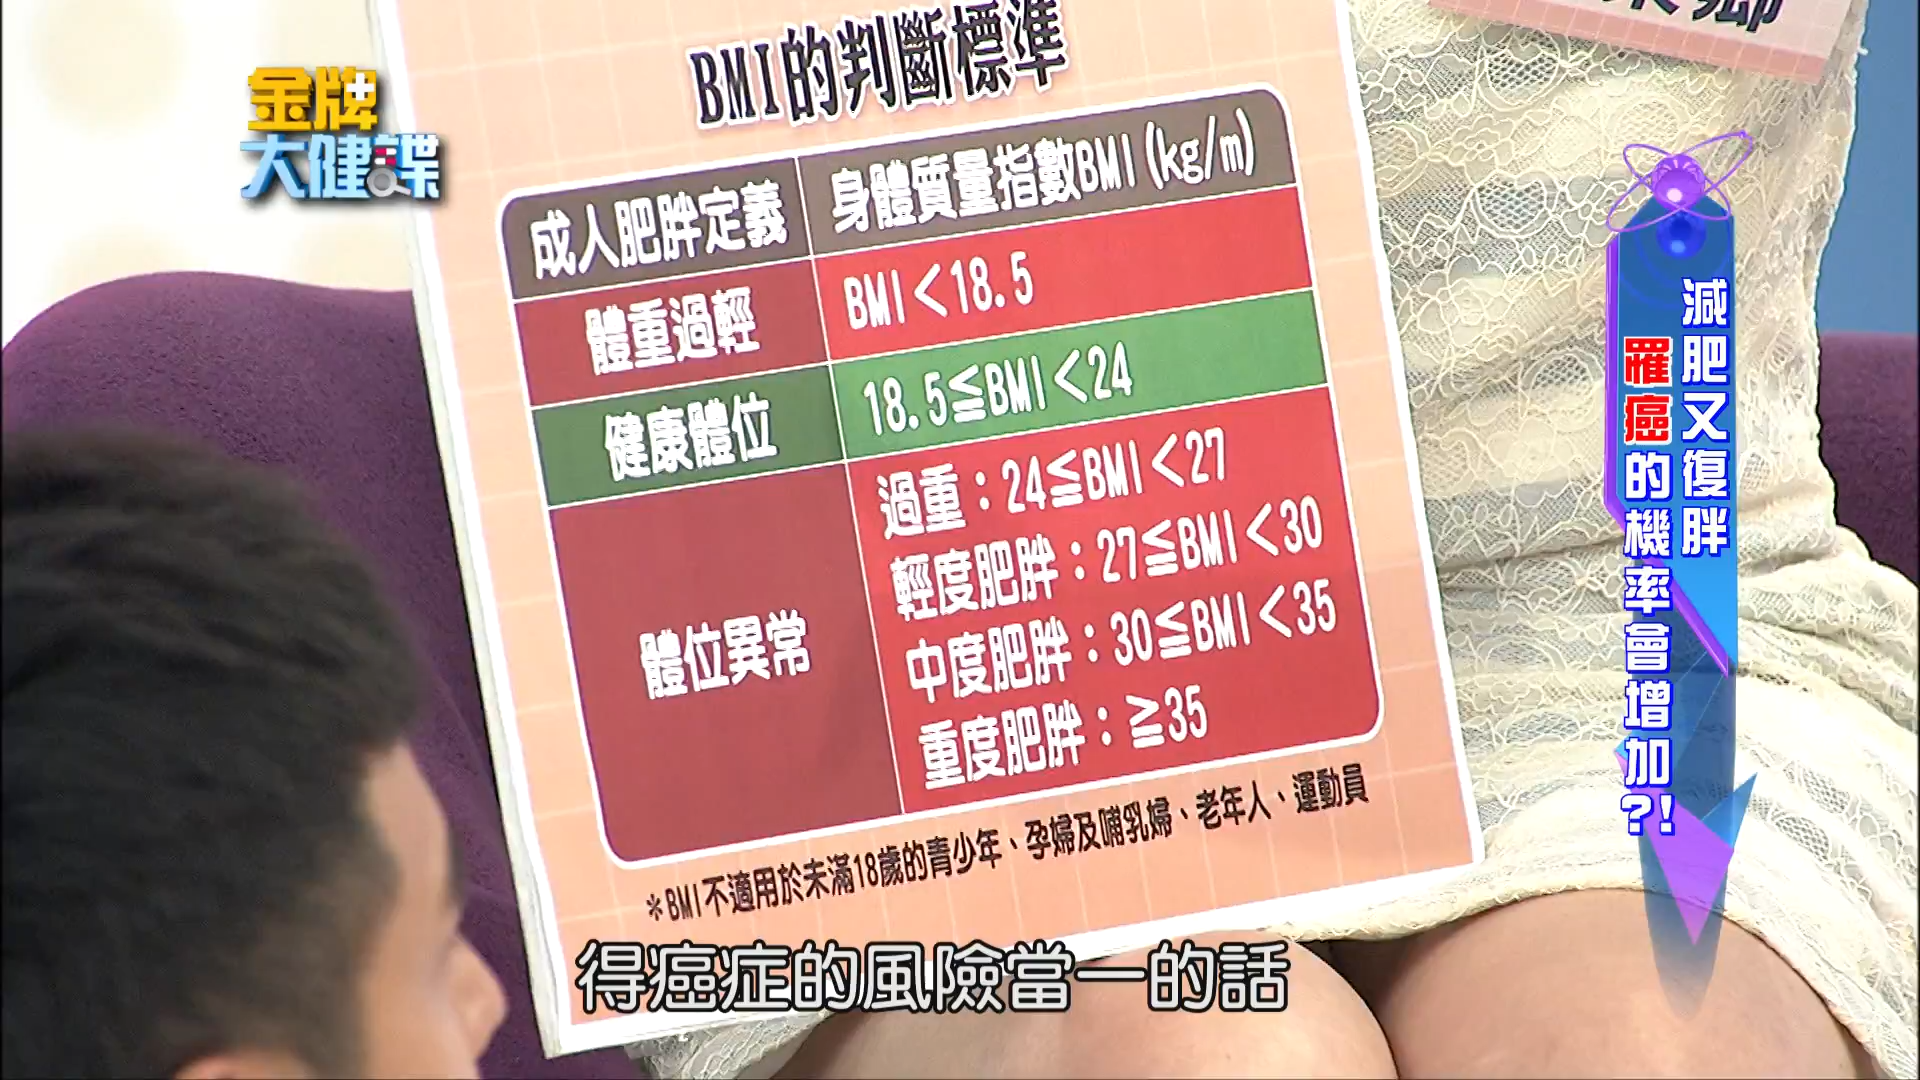 金牌
大健諜
BMI的判斷標準
成人肥胖定義 身體質量指數BMI(kg/m)
體重過輕 BMI<18.5
健康體位 18.5≦BMI<24
體位異常
過重：24≦BMI<27
輕度肥胖：27≦BMI<30
中度肥胖：30≦BMI<35
重度肥胖：≧35
＊BMI不適用於未滿18歲的青少年、孕婦及哺乳婦、老年人、運動員
減肥又復胖
罹癌的機率會增加?!
得癌症的風險當一的話